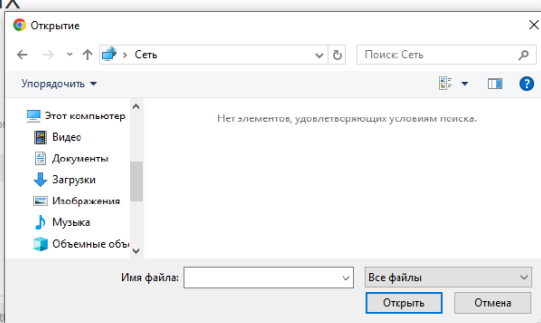 Открытие
Сеть
Поиск: Сеть
Упорядочить
Этот компьютер
Видео
Документы
Загрузки
Изображения
Музыка
Объемные объ
Нет элементов, удовлетворяющих условиям поиска.
Имя файла:
Все файлы
Открыть
Отмена